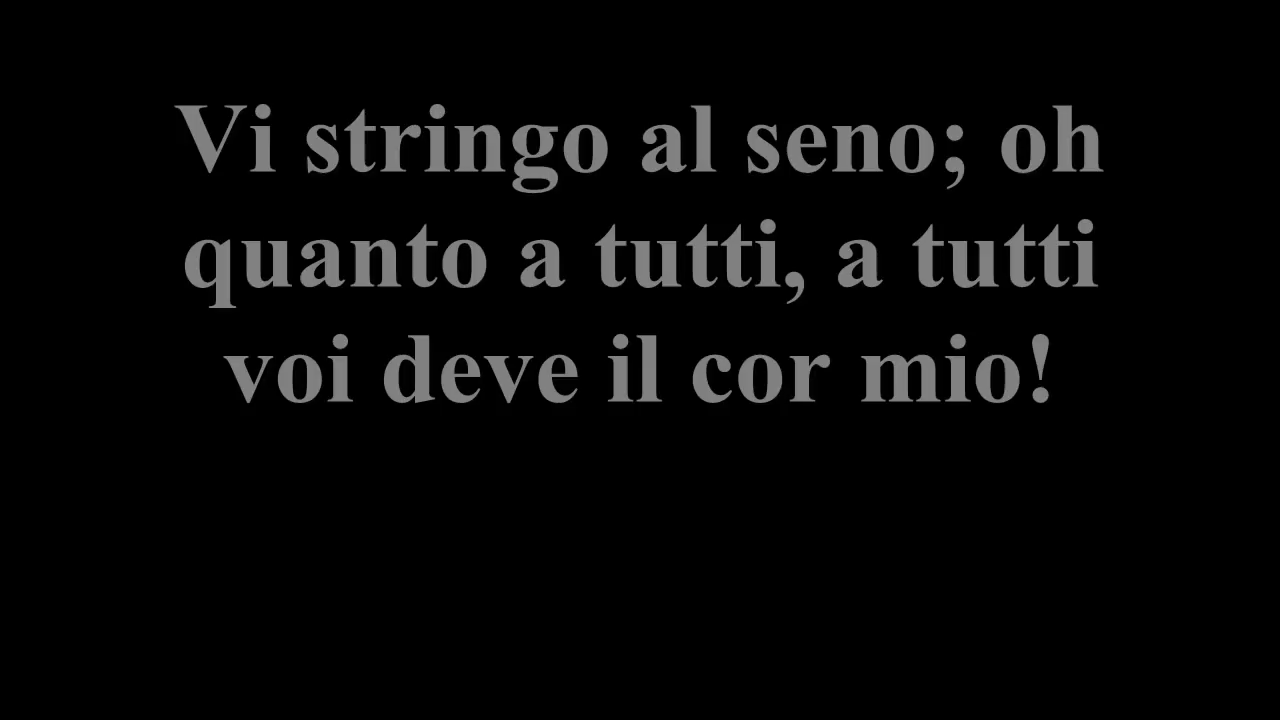 Vi stringo al seno; oh
quanto a tutti, a tutti
voi deve il cor mio!